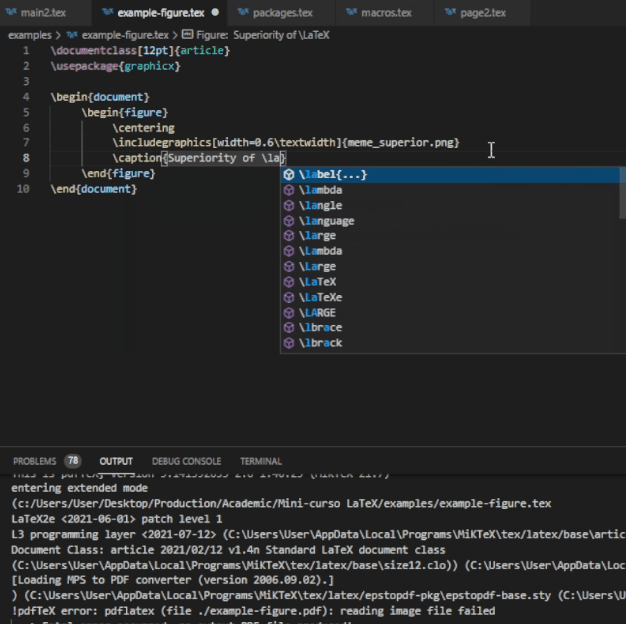 main2.tex example-figure.tex packages.tex macros.tex page2.tex
examples > example-figure.tex > Figure: Superiority of \LaTeX
1 \documentclass[12pt]{article}
2 \usepackage{graphicx}
3
4 \begin{document}
5 \begin{figure}
6 \centering
7 \includegraphics[width=0.6\textwidth]{meme_superior.png}
8 \caption{Superiority of \la}
9 \end{figure}
10 \end{document}
\label{...}
\lambda
\langle
\language
\large
\Lambda
\Large
\LaTeX
\LaTeXe
\LARGE
\lbrace
\lbrack
PROBLEMS 78 OUTPUT DEBUG CONSOLE TERMINAL
entering extended mode
(c:/Users/User/Desktop/Production/Academic/Mini-curso LaTeX/examples/example-figure.tex
LaTeX2e <2021-06-01> patch level 1
L3 programming layer <2021-07-12> (C:\Users\User\AppData\Local\Programs\MiKTeX\tex/latex/base\artic
Document Class: article 2021/02/12 v1.4n Standard LaTeX document class
(C:\Users\User\AppData\Local\Programs\MiKTeX\tex/latex/base\size12.clo)) (C:\Users\User\AppData\Loc
[Loading MPS to PDF converter (version 2006.09.02).]
) (C:\Users\User\AppData\Local\Programs\MiKTeX\tex/latex/epstopdf-pkg\epstopdf-base.sty (C:\Users\U
!pdfTeX error: pdflatex (file ./example-figure.pdf): reading image file failed